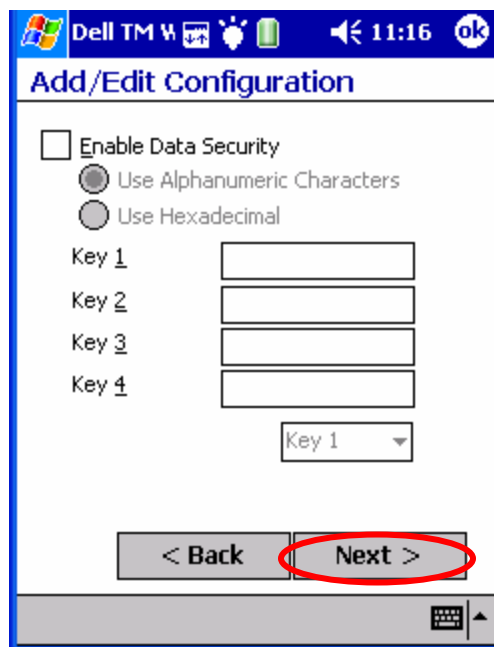 Dell TM W 11:16 ok
Add/Edit Configuration
Enable Data Security
Use Alphanumeric Characters
Use Hexadecimal
Key 1
Key 2
Key 3
Key 4
Key 1
< Back Next >